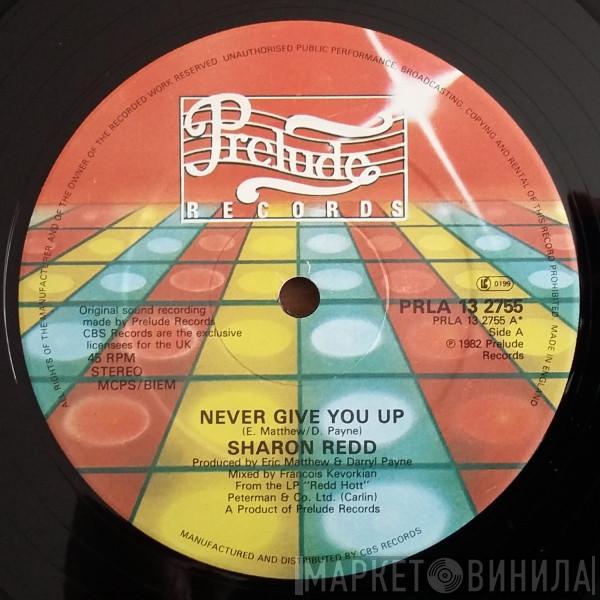 ALL RIGHTS OF THE MANUFACTURER AND OF THE OWNER OF THE RECORDED WORK RESERVED. UNAUTHORISED PUBLIC PERFORMANCE, BROADCASTING, COPYING AND RENTAL OF THIS RECORD PROHIBITED. MADE IN ENGLAND
Prelude
RECORDS
LC 0199
Original sound recording
made by Prelude Records
CBS Records are the exclusive
licensees for the UK
45 RPM
STEREO
MCPS/BIEM
PRLA 13 2755
PRLA 13 2755 A*
Side A
℗ 1982 Prelude
Records
NEVER GIVE YOU UP
(E. Matthew/D. Payne)
SHARON REDD
Produced by Eric Matthew & Darryl Payne
Mixed by Francois Kevorkian
From the LP "Redd Hott"
Peterman & Co. Ltd. (Carlin)
A Product of Prelude Records
MANUFACTURED AND DISTRIBUTED BY CBS RECORDS
МАРКЕТ ВИНИЛА